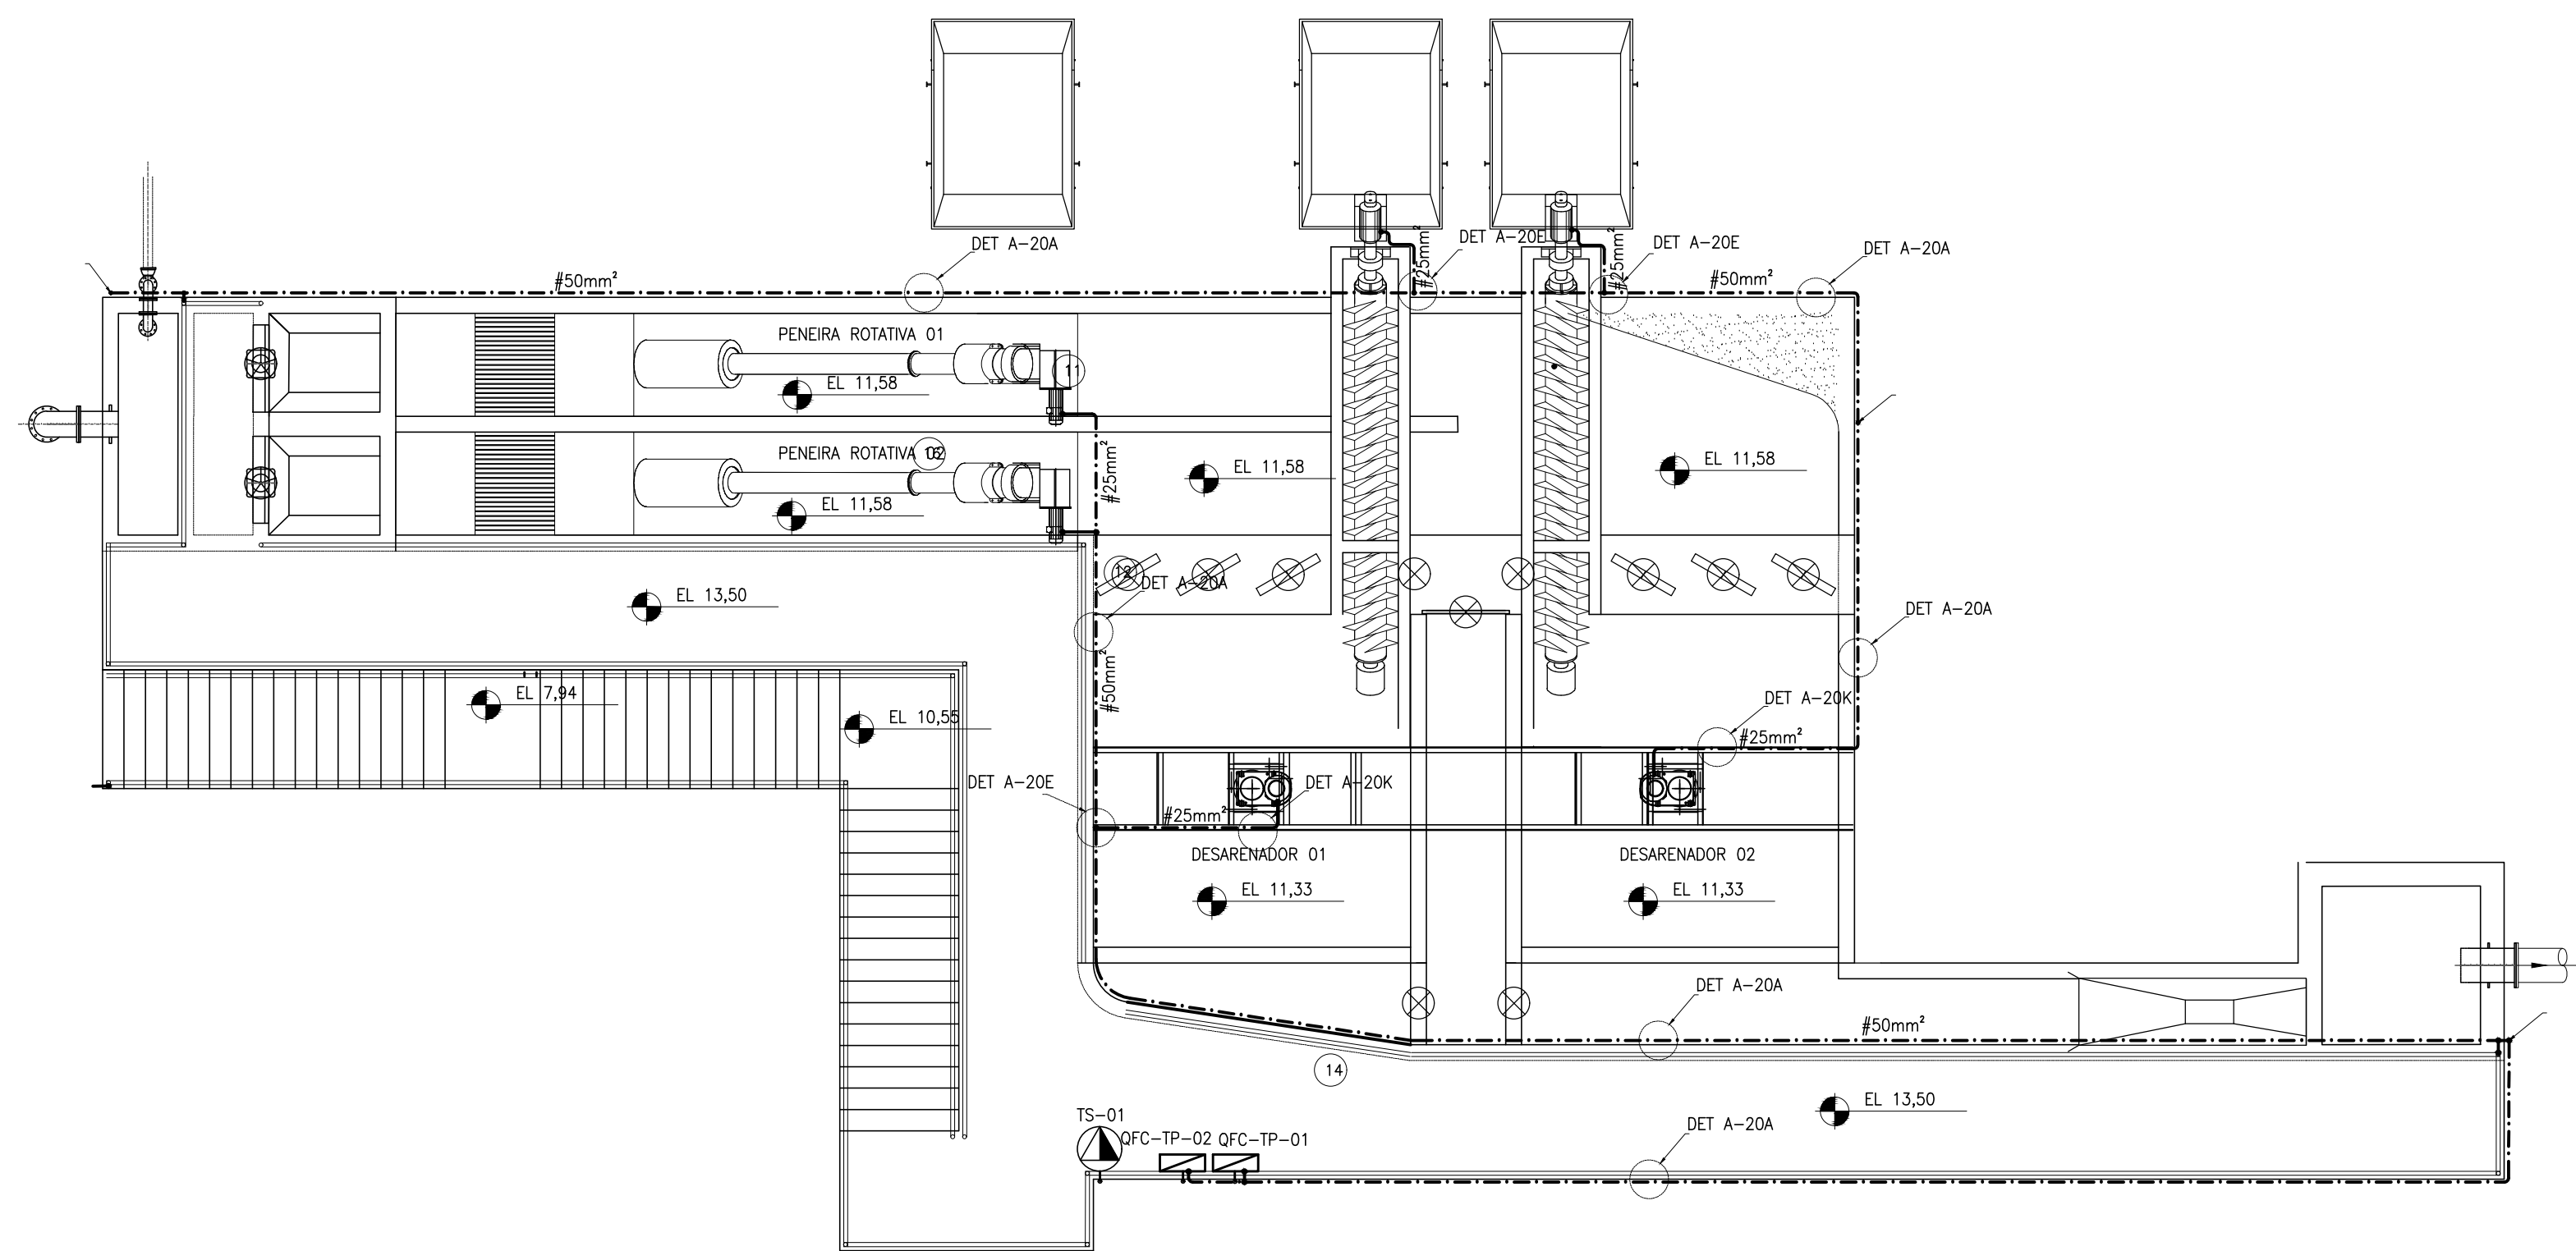 DET A-20A
DET A-20E
DET A-20E
DET A-20A
#50mm²
#25mm²
#25mm²
#50mm²
PENEIRA ROTATIVA 01
11
EL 11,58
PENEIRA ROTATIVA 02
16
EL 11,58
#25mm²
EL 11,58
EL 11,58
12
DET A-20A
EL 13,50
DET A-20A
#50mm²
EL 7,94
EL 10,55
DET A-20K
#25mm²
DET A-20E
DET A-20K
#25mm²
DESARENADOR 01
DESARENADOR 02
EL 11,33
EL 11,33
DET A-20A
#50mm²
14
EL 13,50
TS-01
QFC-TP-02
QFC-TP-01
DET A-20A